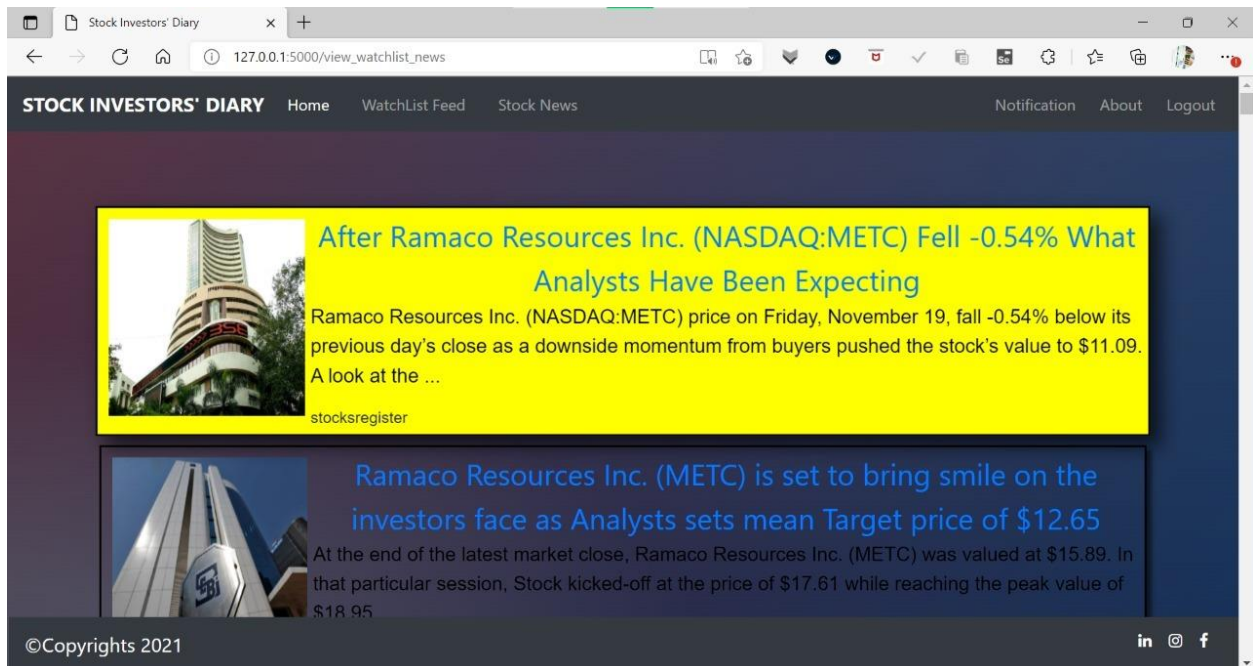 Stock Investors' Diary
127.0.0.1:5000/view_watchlist_news
STOCK INVESTORS' DIARY Home WatchList Feed Stock News Notification About Logout
After Ramaco Resources Inc. (NASDAQ:METC) Fell -0.54% What
Analysts Have Been Expecting
Ramaco Resources Inc. (NASDAQ:METC) price on Friday, November 19, fall -0.54% below its
previous day’s close as a downside momentum from buyers pushed the stock’s value to $11.09.
A look at the ...
stocksregister
Ramaco Resources Inc. (METC) is set to bring smile on the
investors face as Analysts sets mean Target price of $12.65
At the end of the latest market close, Ramaco Resources Inc. (METC) was valued at $15.89. In
that particular session, Stock kicked-off at the price of $17.61 while reaching the peak value of
$18.95
SEBI
©Copyrights 2021